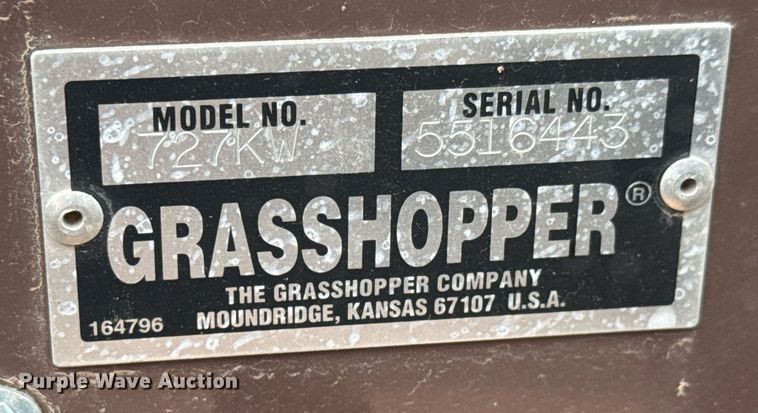 MODEL NO. SERIAL NO.
727KW 5516443
GRASSHOPPER®
THE GRASSHOPPER COMPANY
164796 MOUNDRIDGE, KANSAS 67107 U.S.A.
Purple Wave Auction